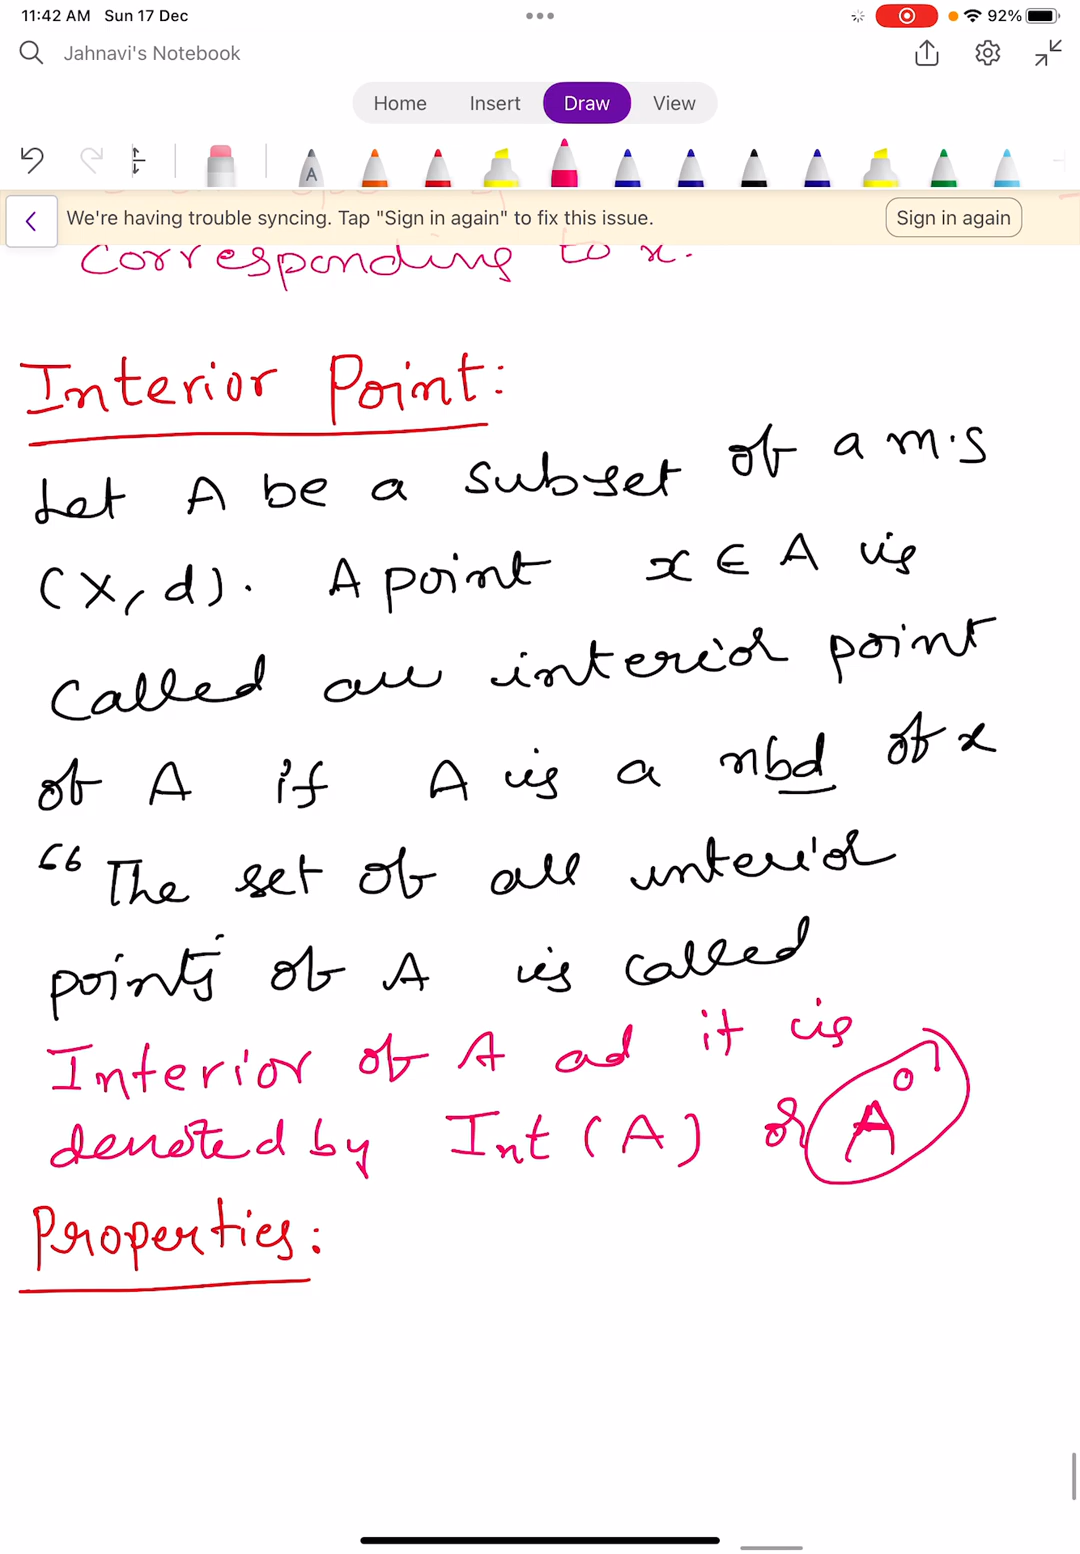 11:42 AM Sun 17 Dec
92%
Jahnavi's Notebook
Home Insert Draw View
A
We're having trouble syncing. Tap "Sign in again" to fix this issue.
Sign in again
Corresponding to x.
Interior Point:
Let A be a subset of a m.s
(X, d). A point x ∈ A is
called an interior point
of A if A is a nbd of x
“The set of all interior
points of A is called
Interior of A ad it is
denoted by Int (A) or A°
Properties: